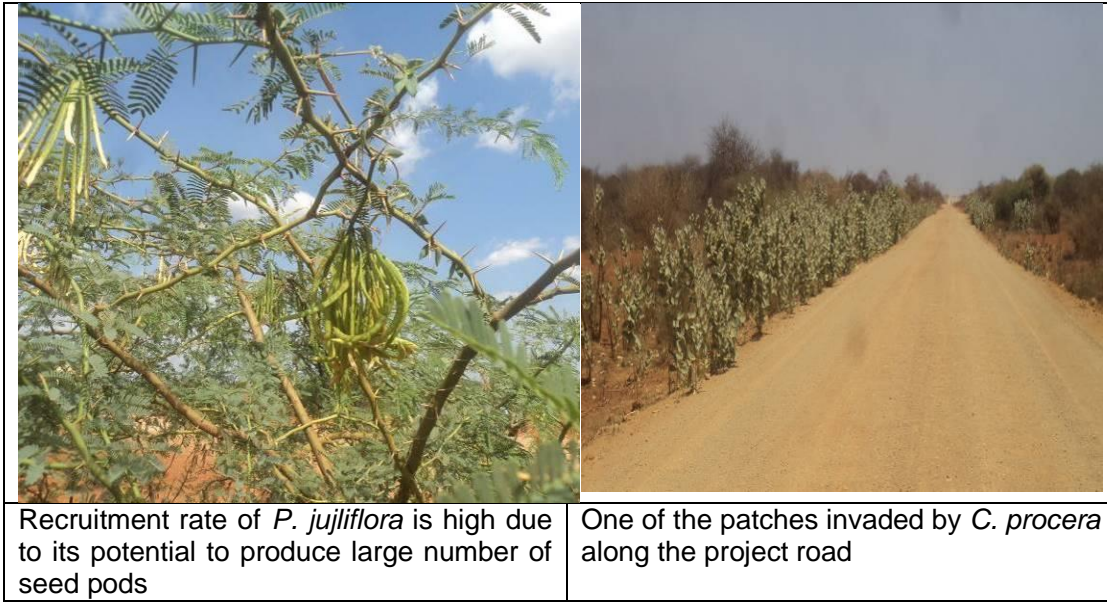 Recruitment rate of P. jujliflora is high due
to its potential to produce large number of
seed pods
One of the patches invaded by C. procera
along the project road